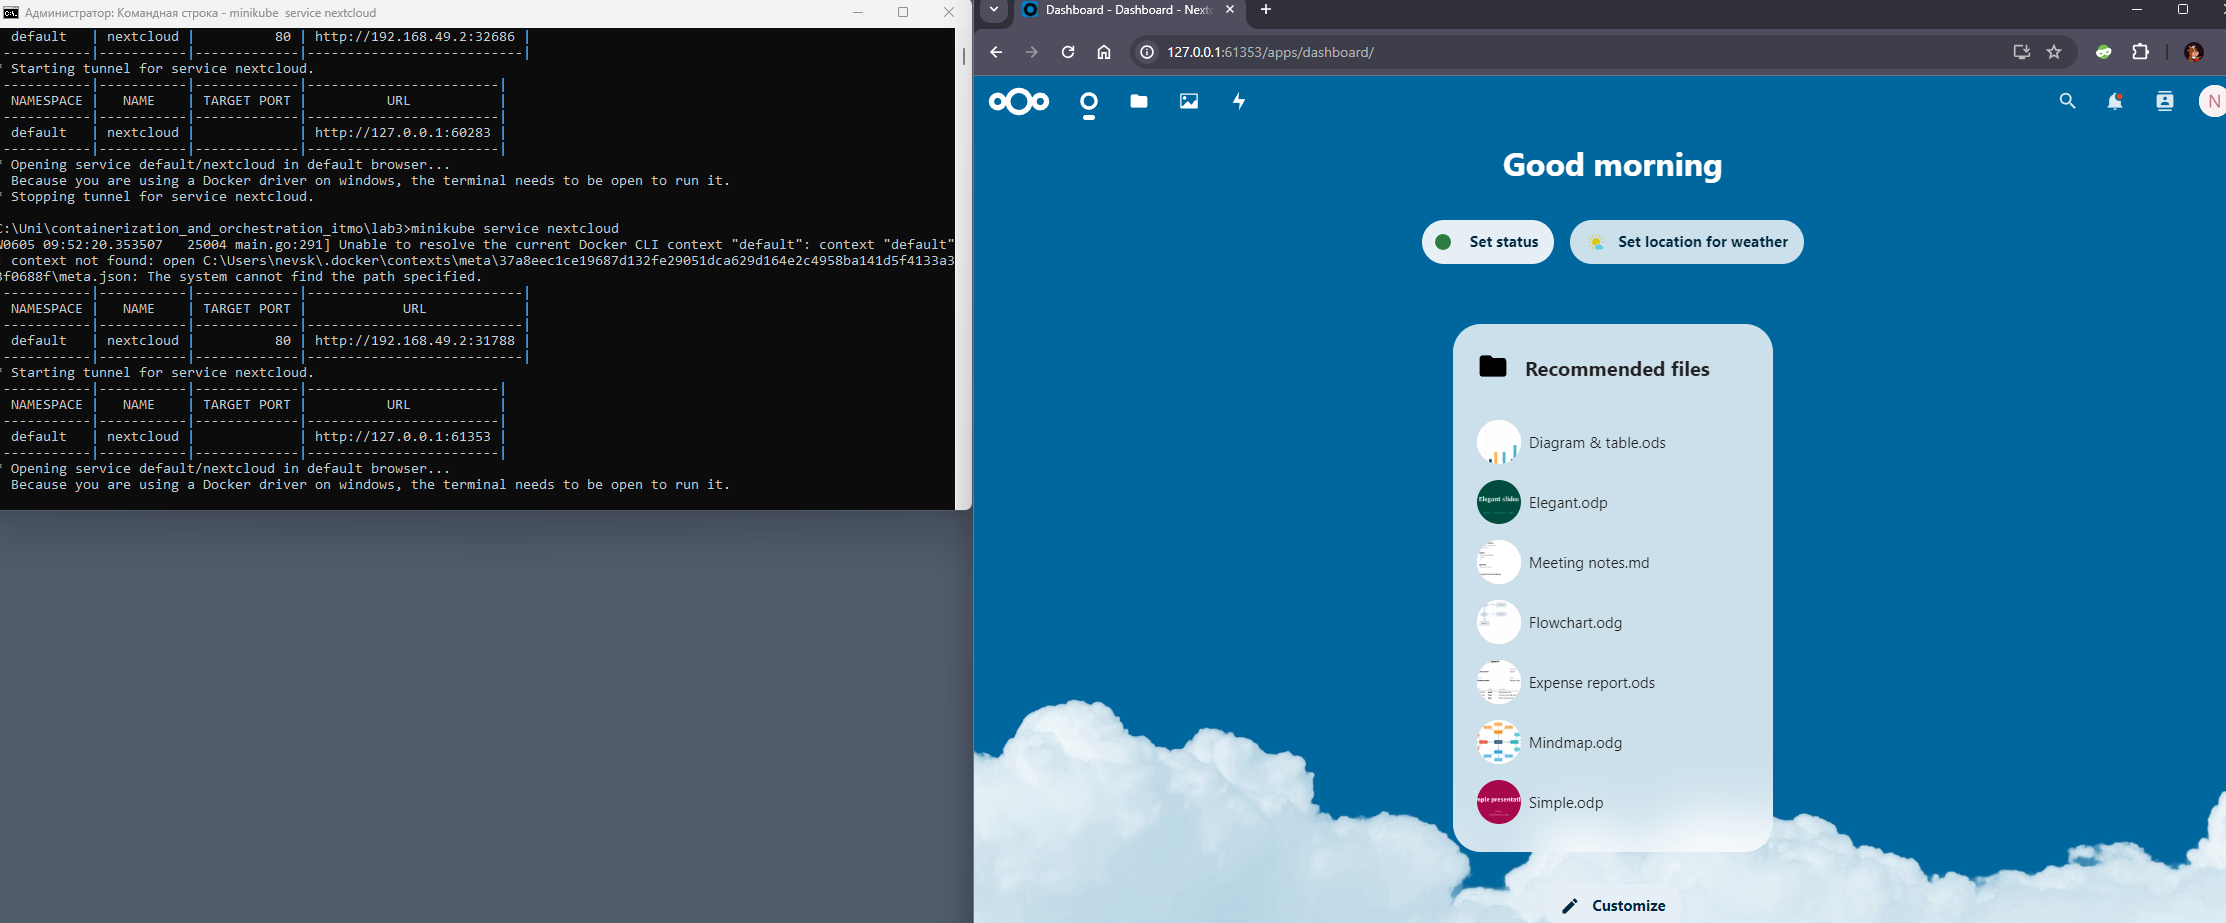 Администратор: Командная строка - minikube  service nextcloud
 default   | nextcloud |          80 | http://192.168.49.2:32686 |
-----------|-----------|-------------|---------------------------|
* Starting tunnel for service nextcloud.
-----------|-----------|-------------|------------------------|
 NAMESPACE |   NAME    | TARGET PORT |          URL           |
-----------|-----------|-------------|------------------------|
 default   | nextcloud |             | http://127.0.0.1:60283 |
-----------|-----------|-------------|------------------------|
* Opening service default/nextcloud in default browser...
  Because you are using a Docker driver on windows, the terminal needs to be open to run it.
* Stopping tunnel for service nextcloud.
C:\Uni\containerization_and_orchestration_itmo\lab3>minikube service nextcloud
W0605 09:52:20.353507   25004 main.go:291] Unable to resolve the current Docker CLI context "default": context "default"
: context not found: open C:\Users\nevsk\.docker\contexts\meta\37a8eec1ce19687d132fe29051dca629d164e2c4958ba141d5f4133a3
3f0688f\meta.json: The system cannot find the path specified.
-----------|-----------|-------------|---------------------------|
 NAMESPACE |   NAME    | TARGET PORT |            URL            |
-----------|-----------|-------------|---------------------------|
 default   | nextcloud |          80 | http://192.168.49.2:31788 |
-----------|-----------|-------------|---------------------------|
* Starting tunnel for service nextcloud.
-----------|-----------|-------------|------------------------|
 NAMESPACE |   NAME    | TARGET PORT |          URL           |
-----------|-----------|-------------|------------------------|
 default   | nextcloud |             | http://127.0.0.1:61353 |
-----------|-----------|-------------|------------------------|
* Opening service default/nextcloud in default browser...
  Because you are using a Docker driver on windows, the terminal needs to be open to run it.
Dashboard - Dashboard - Nextc
127.0.0.1:61353/apps/dashboard/
N
Good morning
Set status
Set location for weather
Recommended files
Diagram & table.ods
Elegant slides
Elegant.odp
Meeting notes.md
Flowchart.odg
Expense report.ods
Mindmap.odg
Simple.odp
Customize